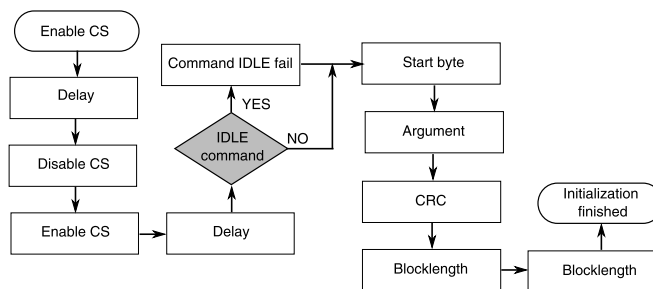 Enable CS
Delay
Disable CS
Enable CS
Delay
IDLE
command
YES
NO
Command IDLE fail
Start byte
Argument
CRC
Blocklength
Blocklength
Initialization
finished